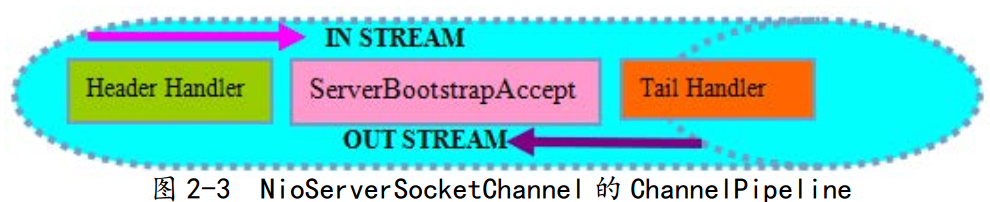 IN STREAM
Header Handler
ServerBootstrapAccept
Tail Handler
OUT STREAM
图 2-3 NioServerSocketChannel 的 ChannelPipeline